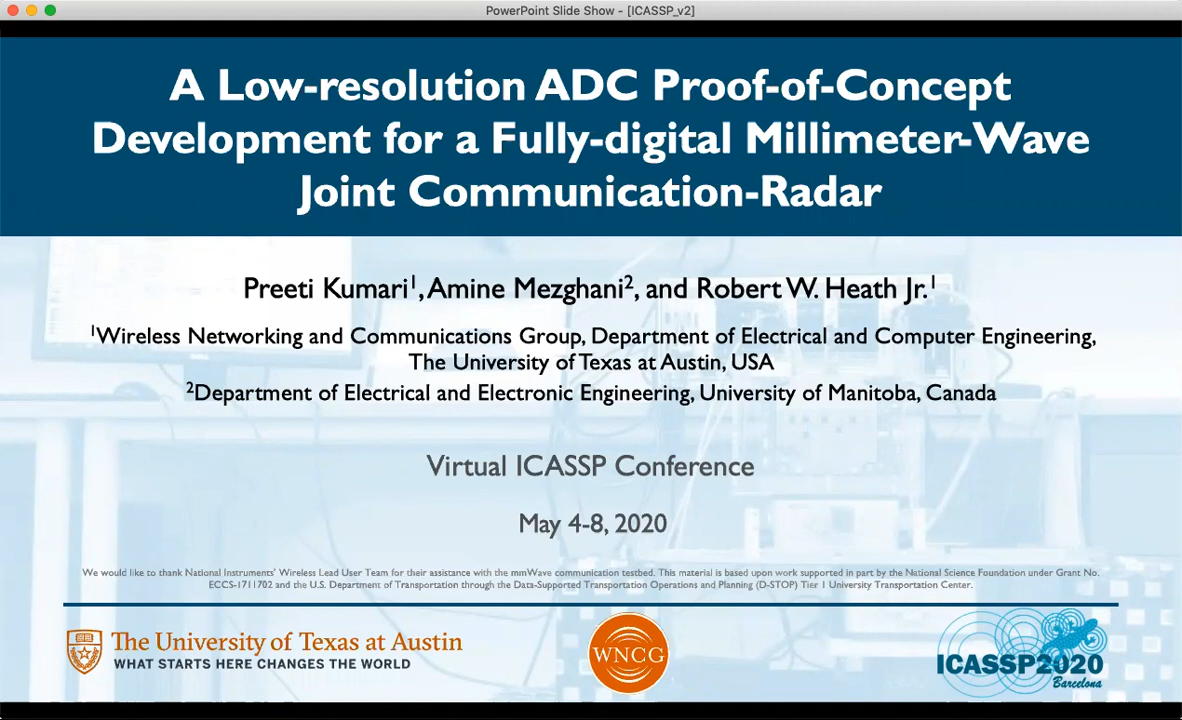 PowerPoint Slide Show - [ICASSP_v2]
A Low-resolution ADC Proof-of-Concept
Development for a Fully-digital Millimeter-Wave
Joint Communication-Radar
Preeti Kumari¹, Amine Mezghani², and Robert W. Heath Jr.¹
¹Wireless Networking and Communications Group, Department of Electrical and Computer Engineering,
The University of Texas at Austin, USA
²Department of Electrical and Electronic Engineering, University of Manitoba, Canada
Virtual ICASSP Conference
May 4-8, 2020
We would like to thank National Instruments' Wireless Lead User Team for their assistance with the mmWave communication testbed. This material is based upon work supported in part by the National Science Foundation under Grant No.
ECCS-1711702 and the U.S. Department of Transportation through the Data-Supported Transportation Operations and Planning (D-STOP) Tier 1 University Transportation Center.
The University of Texas at Austin
WHAT STARTS HERE CHANGES THE WORLD
WNCG
ICASSP2020
Barcelona